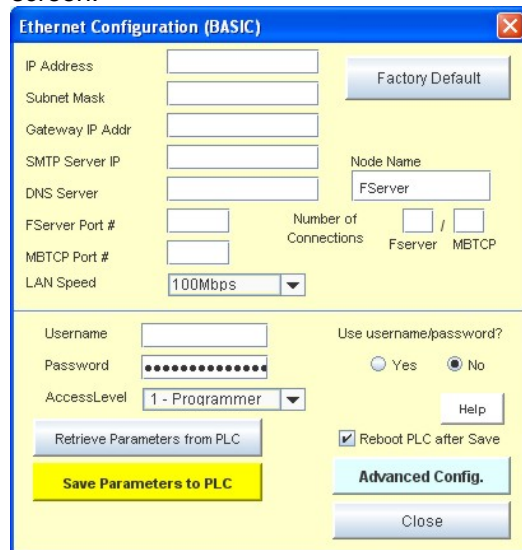 screen.
Ethernet Configuration (BASIC)
IP Address
Factory Default
Subnet Mask
Gateway IP Addr
SMTP Server IP
Node Name
DNS Server
FServer
FServer Port #
Number of Connections
/
Fserver MBTCP
MBTCP Port #
LAN Speed
100Mbps
Username
Use username/password?
Password
Yes No
AccessLevel
1 - Programmer
Help
Retrieve Parameters from PLC
Reboot PLC after Save
Save Parameters to PLC
Advanced Config.
Close